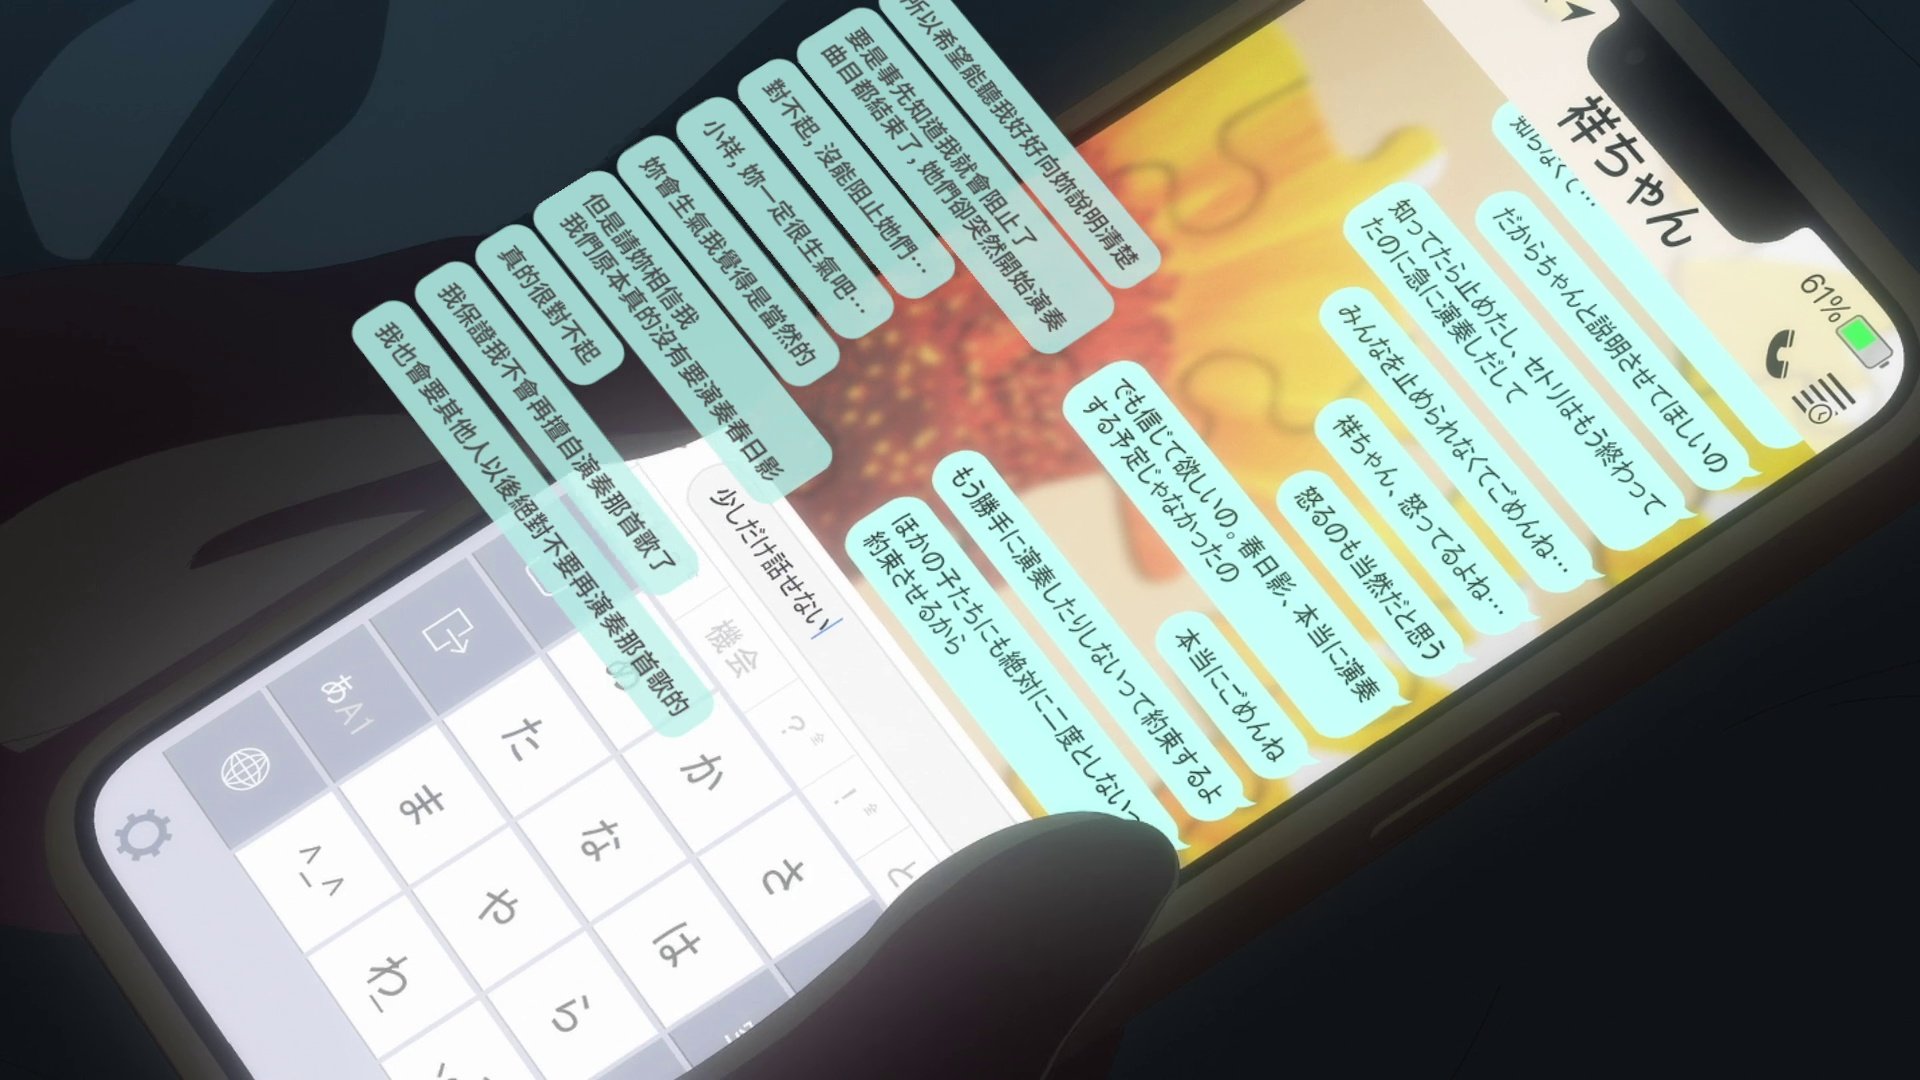 祥ちゃん
61%
知らなくて…
だからちゃんと説明させてほしいの
知ってたら止めたし、セトリはもう終わって
たのに急に演奏しだして
みんなを止められなくてごめんね…
祥ちゃん、怒ってるよね…
怒るのも当然だと思う
でも信じて欲しいの。春日影、本当に演奏
する予定じゃなかったの
本当にごめんね
もう勝手に演奏したりしないって約束するよ
ほかの子たちにも絶対に二度としないっ
約束させるから
少しだけ話せない
所以希望能聽我好好向妳說明清楚
要是事先知道我就會阻止了
曲目都結束了,她們卻突然開始演奏
對不起,沒能阻止她們…
小祥,妳一定很生氣吧…
妳會生氣我覺得是當然的
但是請妳相信我
我們原本真的沒有要演奏春日影
真的很對不起
我保證我不會再擅自演奏那首歌了
我也會要其他人以後絕對不要再演奏那首歌的
機会
?全
!全
と
あA1
あ
か
さ
た
な
は
ま
や
ら
^_^
わ